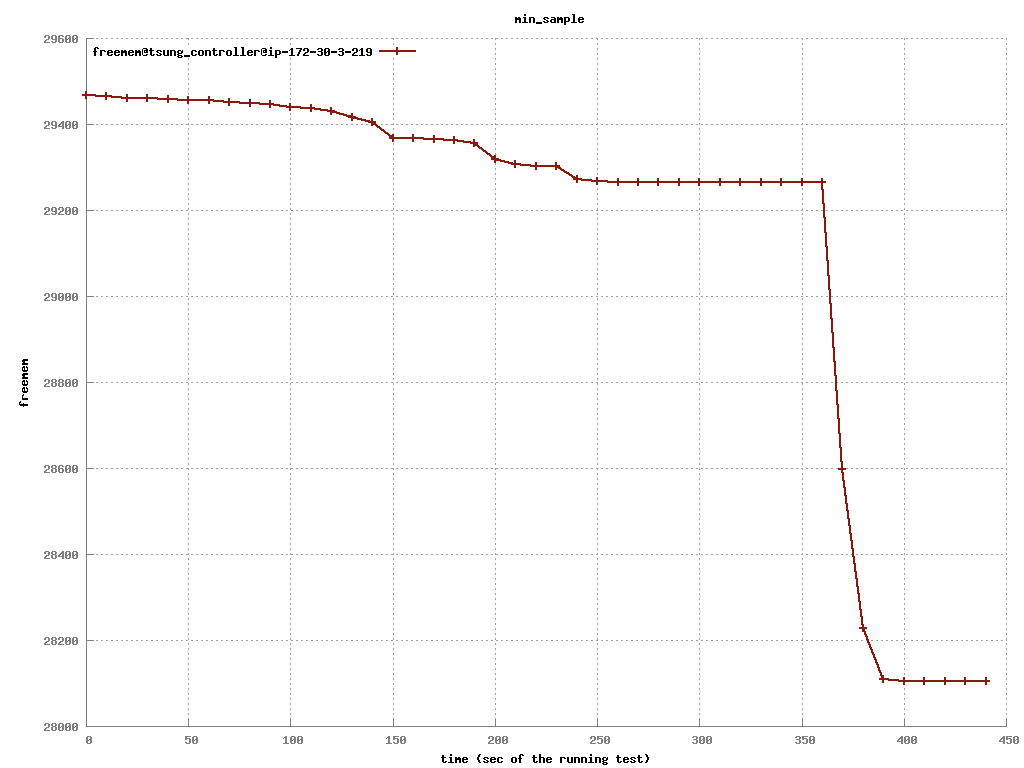 min_sample
freemem@tsung_controller@ip-172-30-3-219
29600
29400
29200
29000
28800
28600
28400
28200
28000
freemem
0 50 100 150 200 250 300 350 400 450
time (sec of the running test)